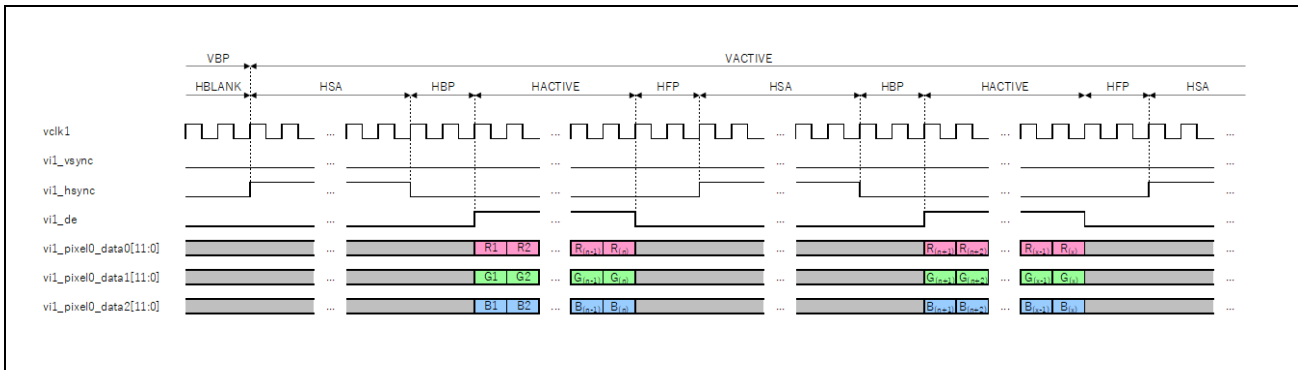 VBP VACTIVE
HBLANK HSA HBP HACTIVE HFP HSA HBP HACTIVE HFP HSA
vclk1 ... ... ... ... ...
vi1_vsync ... ... ... ... ...
vi1_hsync ... ... ... ... ...
vi1_de ... ... ... ... ...
vi1_pixel0_data0[11:0] ... R1 R2 ... R(n-1) R(n) ... R(n+1) R(n+2) ... R(x-1) R(x) ...
vi1_pixel0_data1[11:0] ... G1 G2 ... G(n-1) G(n) ... G(n+1) G(n+2) ... G(x-1) G(x) ...
vi1_pixel0_data2[11:0] ... B1 B2 ... B(n-1) B(n) ... B(n+1) B(n+2) ... B(x-1) B(x) ...